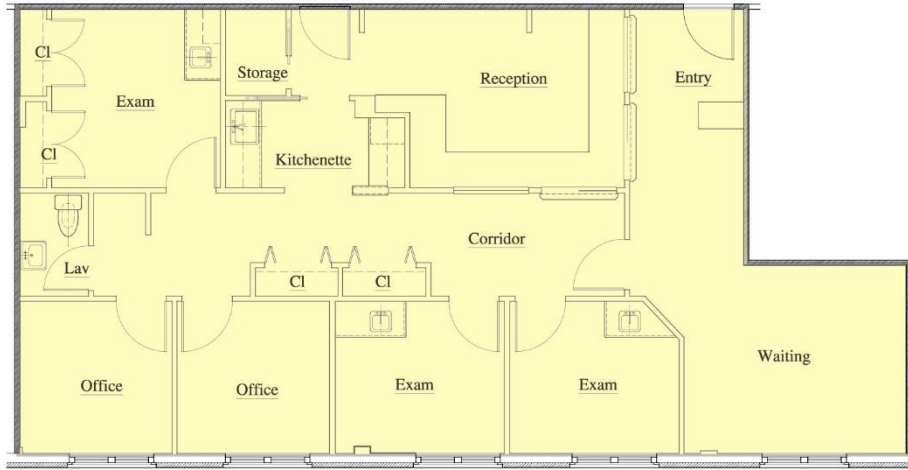 Cl
Storage
Reception
Entry
Exam
Cl
Kitchenette
Corridor
Lav
Cl
Cl
Waiting
Office
Office
Exam
Exam